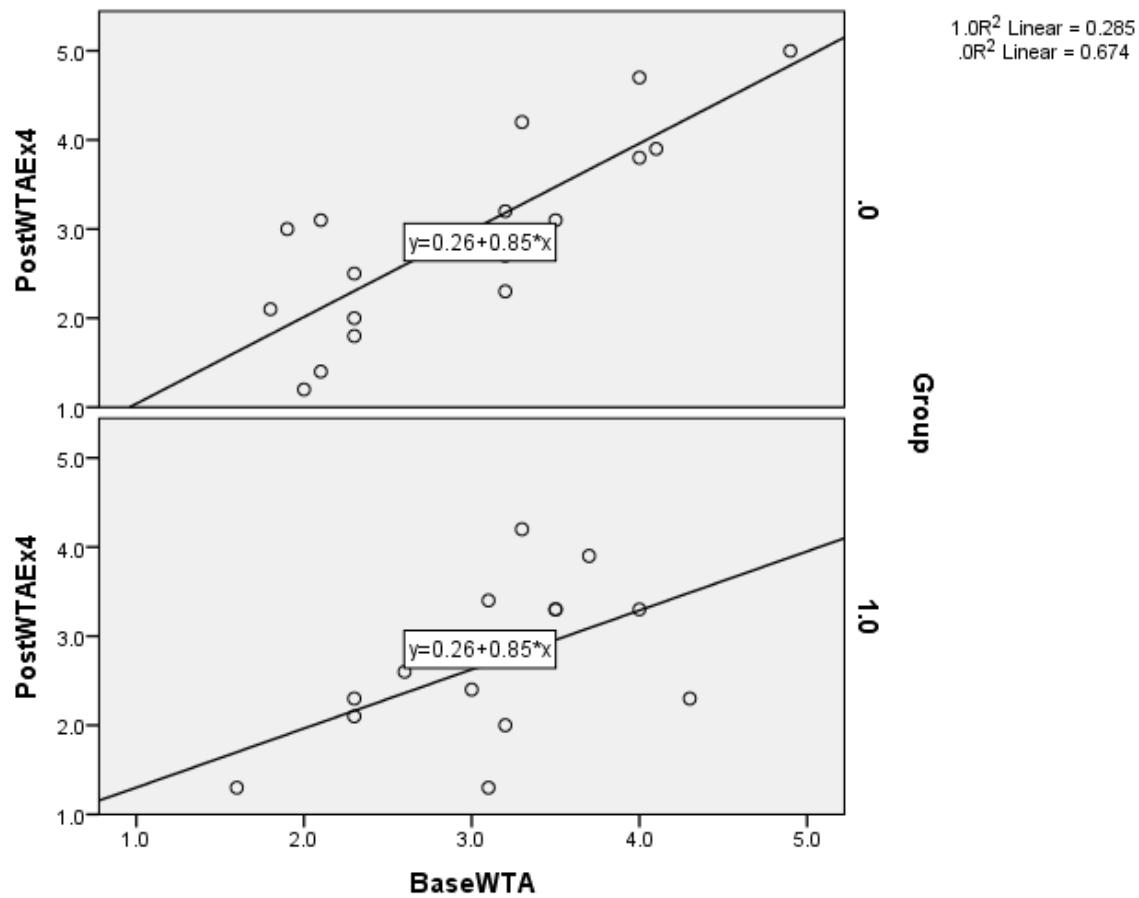 1.0R² Linear = 0.285
.0R² Linear = 0.674
PostWTAEx4
5.0
4.0
3.0
2.0
1.0
y=0.26+0.85*x
.0
Group
PostWTAEx4
5.0
4.0
3.0
2.0
1.0
y=0.26+0.85*x
1.0
1.0 2.0 3.0 4.0 5.0
BaseWTA